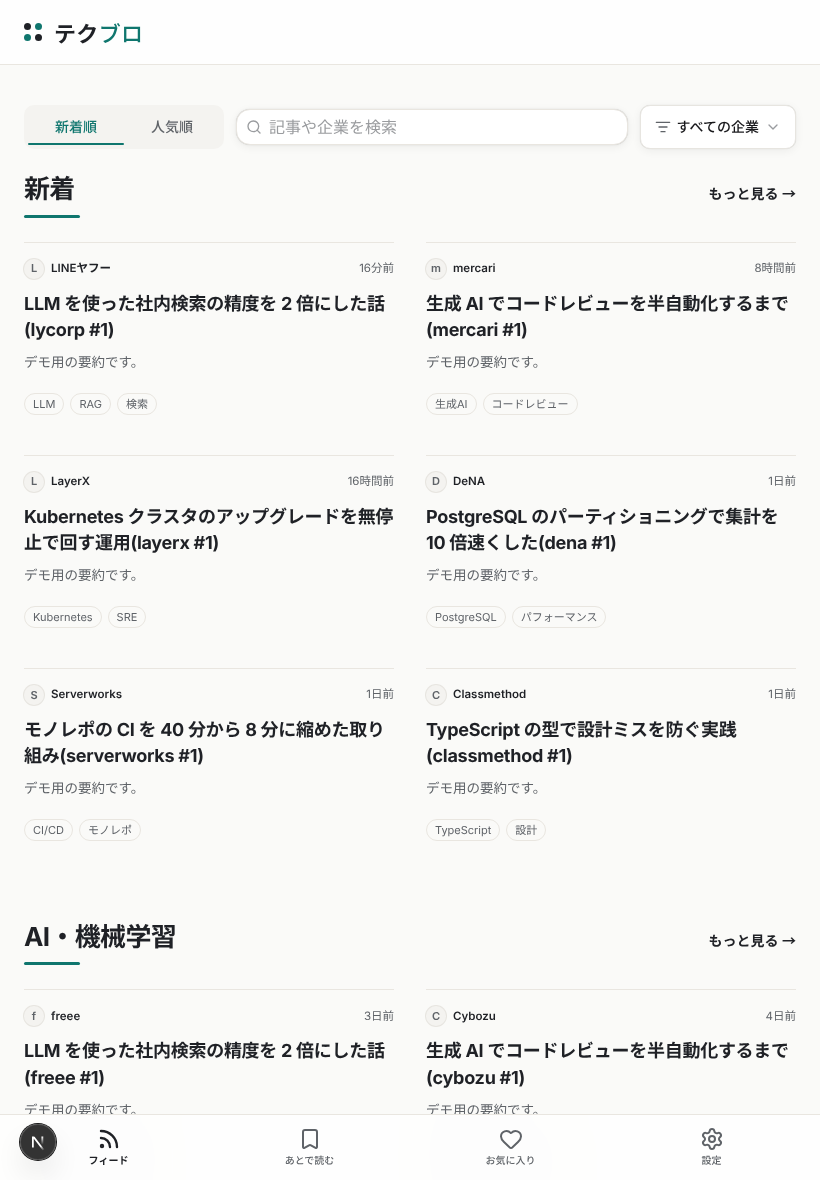 テクブロ
新着順
人気順
記事や企業を検索
すべての企業
新着
もっと見る →
L LINEヤフー 16分前
LLM を使った社内検索の精度を 2 倍にした話
(lycorp #1)
デモ用の要約です。
LLM RAG 検索
m mercari 8時間前
生成 AI でコードレビューを半自動化するまで
(mercari #1)
デモ用の要約です。
生成AI コードレビュー
L LayerX 16時間前
Kubernetes クラスタのアップグレードを無停
止で回す運用(layerx #1)
デモ用の要約です。
Kubernetes SRE
D DeNA 1日前
PostgreSQL のパーティショニングで集計を
10 倍速くした(dena #1)
デモ用の要約です。
PostgreSQL パフォーマンス
S Serverworks 1日前
モノレポの CI を 40 分から 8 分に縮めた取り
組み(serverworks #1)
デモ用の要約です。
CI/CD モノレポ
C Classmethod 1日前
TypeScript の型で設計ミスを防ぐ実践
(classmethod #1)
デモ用の要約です。
TypeScript 設計
AI・機械学習
もっと見る →
f freee 3日前
LLM を使った社内検索の精度を 2 倍にした話
(freee #1)
デモ用の要約です。
C Cybozu 4日前
生成 AI でコードレビューを半自動化するまで
(cybozu #1)
デモ用の要約です。
N
フィード
あとで読む
お気に入り
設定